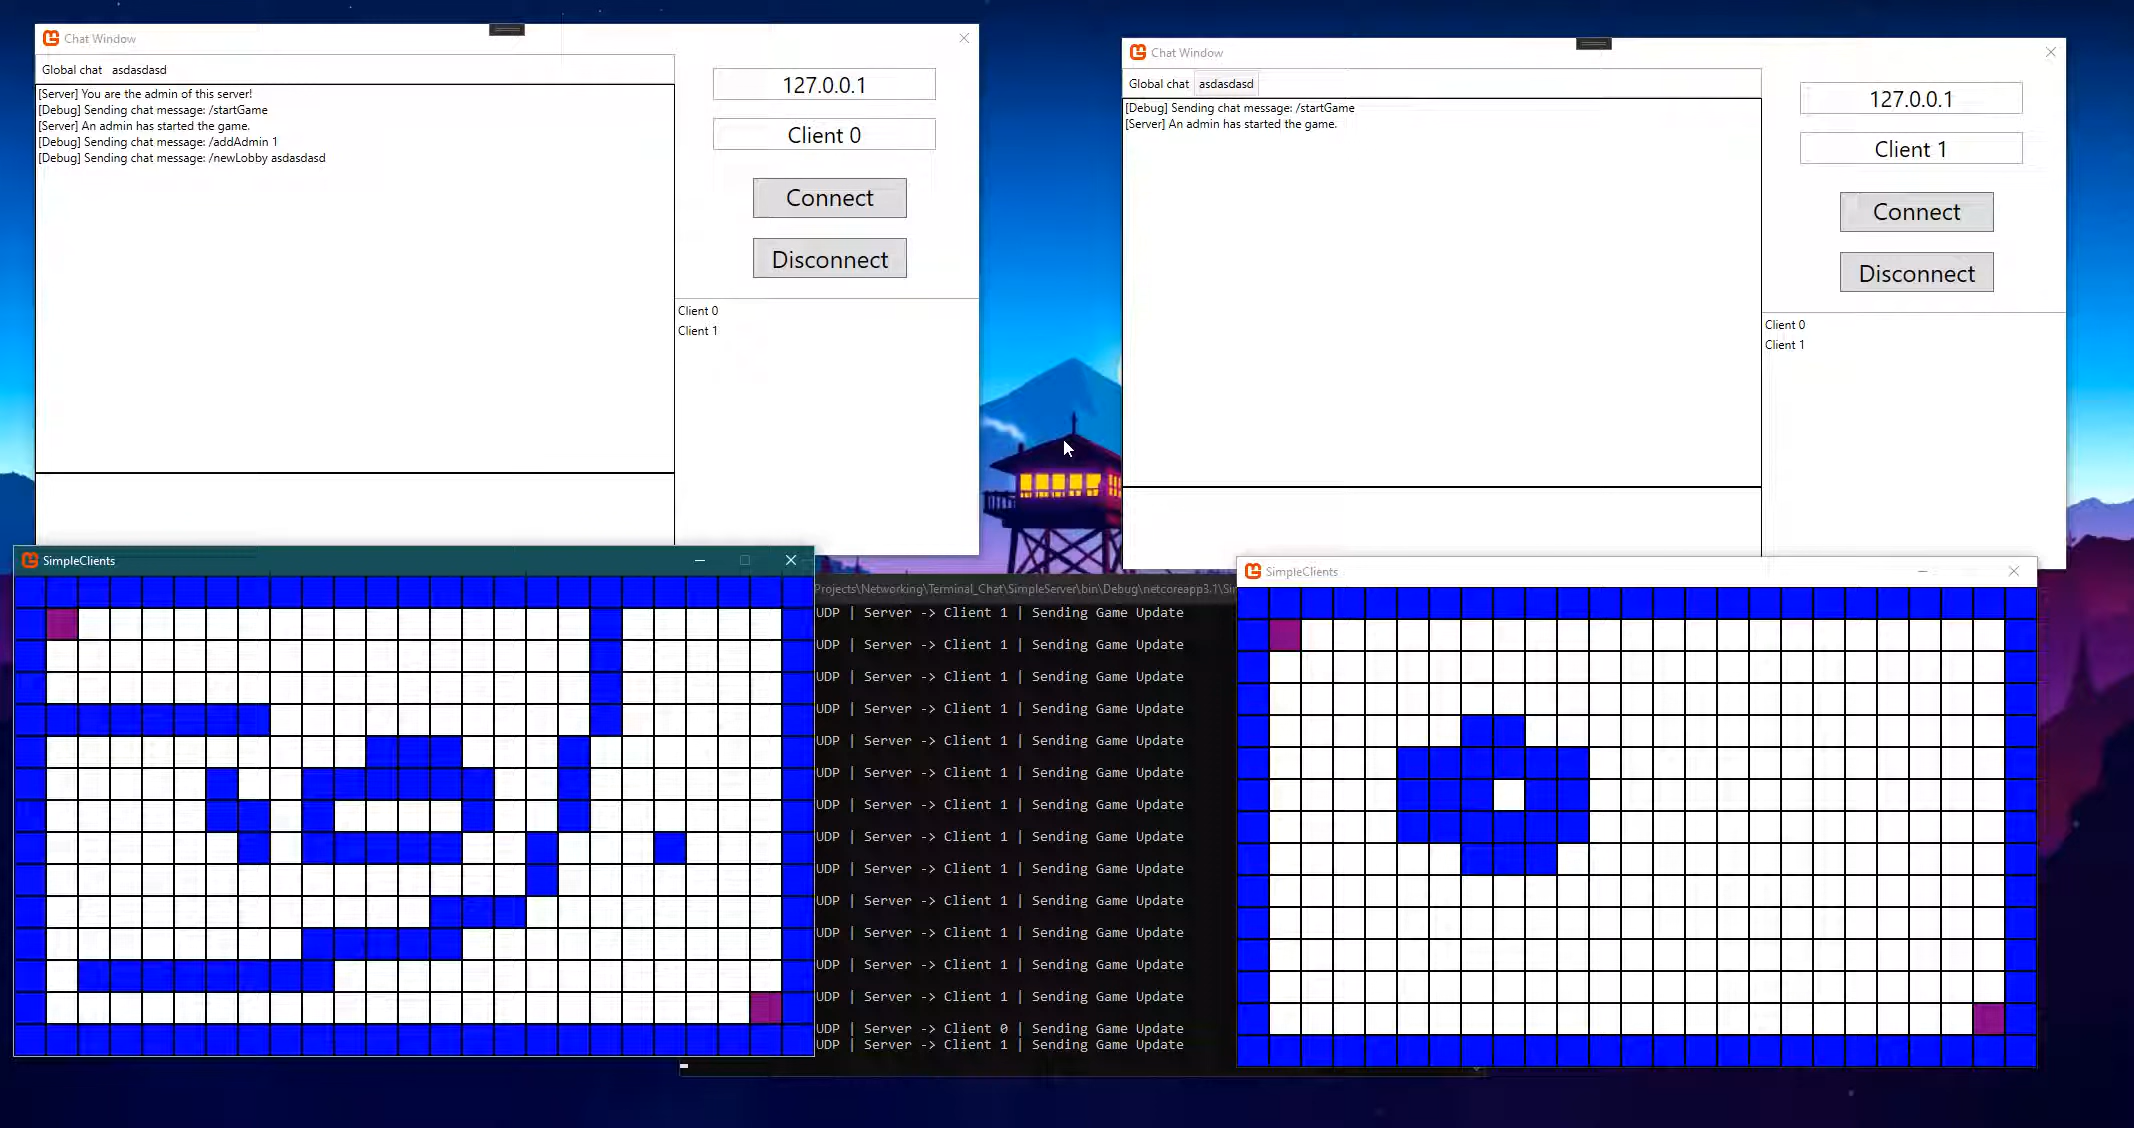 Chat Window
Global chat asdasdasd
[Server] You are the admin of this server!
[Debug] Sending chat message: /startGame
[Server] An admin has started the game.
[Debug] Sending chat message: /addAdmin 1
[Debug] Sending chat message: /newLobby asdasdasd
127.0.0.1
Client 0
Connect
Disconnect
Client 0
Client 1
Chat Window
Global chat asdasdasd
[Debug] Sending chat message: /startGame
[Server] An admin has started the game.
127.0.0.1
Client 1
Connect
Disconnect
Client 0
Client 1
SimpleClients
Projects\Networking\Terminal_Chat\SimpleServer\bin\Debug\netcoreapp3.1\Sim
UDP | Server -> Client 1 | Sending Game Update
UDP | Server -> Client 1 | Sending Game Update
UDP | Server -> Client 1 | Sending Game Update
UDP | Server -> Client 1 | Sending Game Update
UDP | Server -> Client 1 | Sending Game Update
UDP | Server -> Client 1 | Sending Game Update
UDP | Server -> Client 1 | Sending Game Update
UDP | Server -> Client 1 | Sending Game Update
UDP | Server -> Client 1 | Sending Game Update
UDP | Server -> Client 1 | Sending Game Update
UDP | Server -> Client 1 | Sending Game Update
UDP | Server -> Client 1 | Sending Game Update
UDP | Server -> Client 1 | Sending Game Update
UDP | Server -> Client 0 | Sending Game Update
UDP | Server -> Client 1 | Sending Game Update
SimpleClients